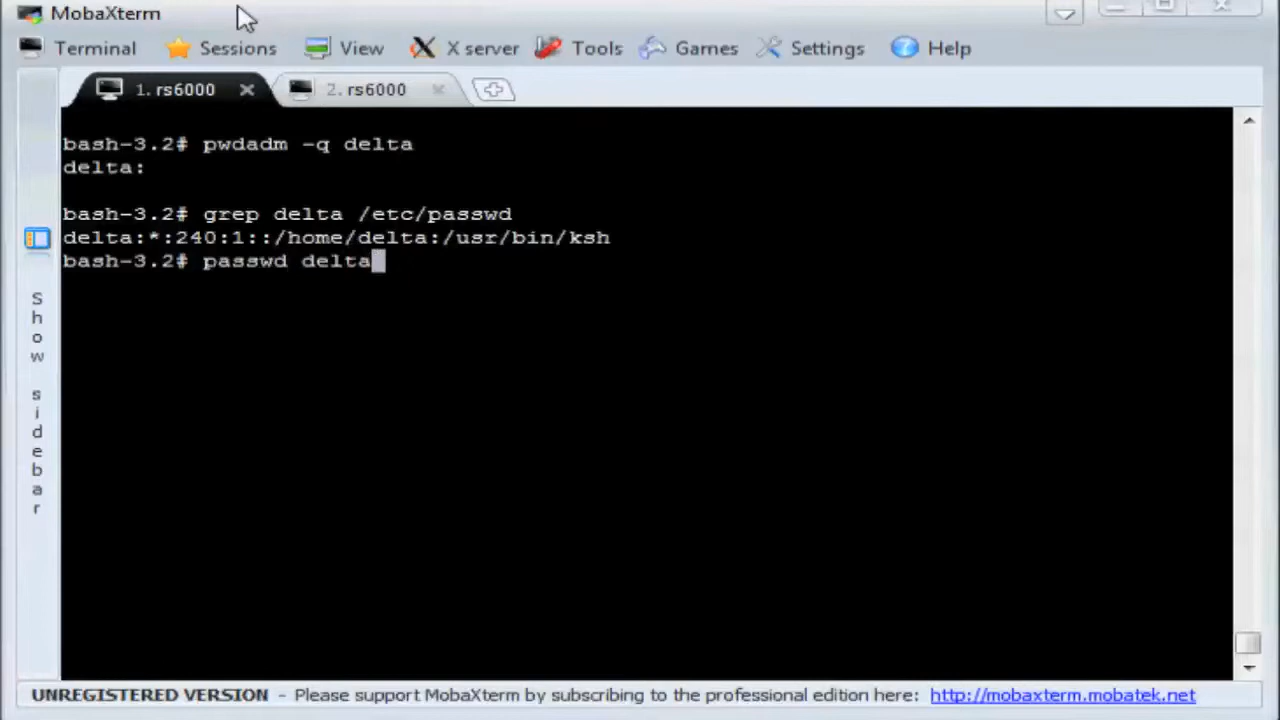 MobaXterm
Terminal Sessions View X server Tools Games Settings Help
1. rs6000 2. rs6000
bash-3.2# pwdadm -q delta
delta:
bash-3.2# grep delta /etc/passwd
delta:*:240:1::/home/delta:/usr/bin/ksh
bash-3.2# passwd delta
Show sidebar
UNREGISTERED VERSION - Please support MobaXterm by subscribing to the professional edition here: http://mobaxterm.mobatek.net